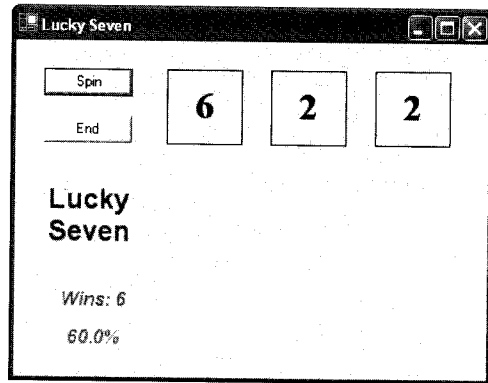 Lucky Seven
Spin
6 2 2
End
Lucky
Seven
Wins: 6
60.0%